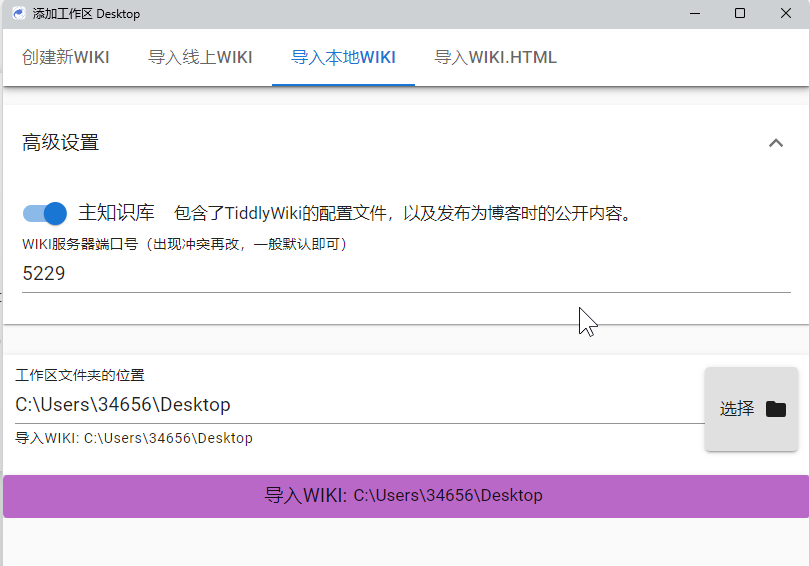 添加工作区 Desktop
创建新WIKI 导入线上WIKI 导入本地WIKI 导入WIKI.HTML
高级设置
主知识库 包含了TiddlyWiki的配置文件，以及发布为博客时的公开内容。
WIKI服务器端口号（出现冲突再改，一般默认即可）
5229
工作区文件夹的位置
C:\Users\34656\Desktop
选择
导入WIKI: C:\Users\34656\Desktop
导入WIKI: C:\Users\34656\Desktop